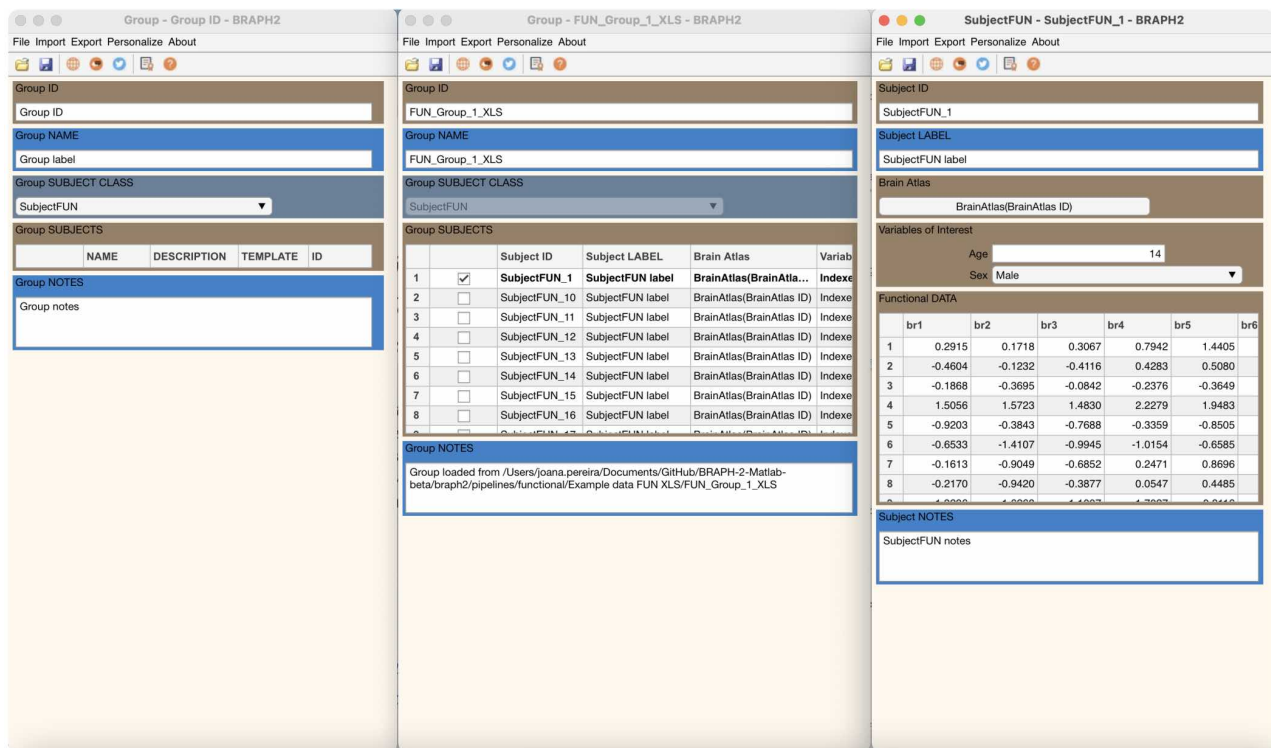 Group - Group ID - BRAPH2
File Import Export Personalize About
Group ID
Group ID
Group NAME
Group label
Group SUBJECT CLASS
SubjectFUN
Group SUBJECTS
NAME DESCRIPTION TEMPLATE ID
Group NOTES
Group notes
Group - FUN_Group_1_XLS - BRAPH2
File Import Export Personalize About
Group ID
FUN_Group_1_XLS
Group NAME
FUN_Group_1_XLS
Group SUBJECT CLASS
SubjectFUN
Group SUBJECTS
Subject ID Subject LABEL Brain Atlas Variab
1 SubjectFUN_1 SubjectFUN label BrainAtlas(BrainAtla... Indexe
2 SubjectFUN_10 SubjectFUN label BrainAtlas(BrainAtlas ID) Indexe
3 SubjectFUN_11 SubjectFUN label BrainAtlas(BrainAtlas ID) Indexe
4 SubjectFUN_12 SubjectFUN label BrainAtlas(BrainAtlas ID) Indexe
5 SubjectFUN_13 SubjectFUN label BrainAtlas(BrainAtlas ID) Indexe
6 SubjectFUN_14 SubjectFUN label BrainAtlas(BrainAtlas ID) Indexe
7 SubjectFUN_15 SubjectFUN label BrainAtlas(BrainAtlas ID) Indexe
8 SubjectFUN_16 SubjectFUN label BrainAtlas(BrainAtlas ID) Indexe
Group NOTES
Group loaded from /Users/joana.pereira/Documents/GitHub/BRAPH-2-Matlab-
beta/braph2/pipelines/functional/Example data FUN XLS/FUN_Group_1_XLS
SubjectFUN - SubjectFUN_1 - BRAPH2
File Import Export Personalize About
Subject ID
SubjectFUN_1
Subject LABEL
SubjectFUN label
Brain Atlas
BrainAtlas(BrainAtlas ID)
Variables of Interest
Age 14
Sex Male
Functional DATA
br1 br2 br3 br4 br5 br6
1 0.2915 0.1718 0.3067 0.7942 1.4405
2 -0.4604 -0.1232 -0.4116 0.4283 0.5080
3 -0.1868 -0.3695 -0.0842 -0.2376 -0.3649
4 1.5056 1.5723 1.4830 2.2279 1.9483
5 -0.9203 -0.3843 -0.7688 -0.3359 -0.8505
6 -0.6533 -1.4107 -0.9945 -1.0154 -0.6585
7 -0.1613 -0.9049 -0.6852 0.2471 0.8696
8 -0.2170 -0.9420 -0.3877 0.0547 0.4485
Subject NOTES
SubjectFUN notes